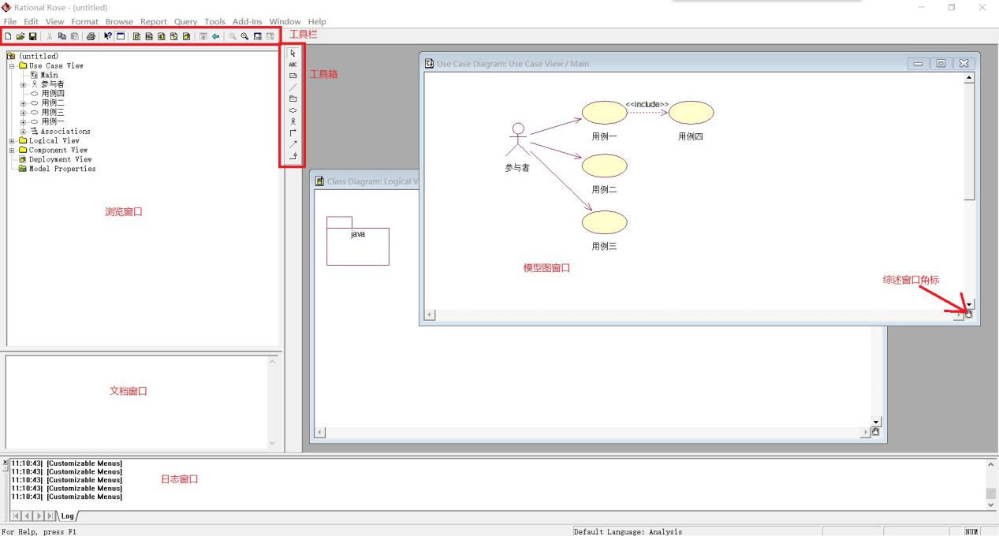 Rational Rose - (untitled)
File Edit View Format Browse Report Query Tools Add-Ins Window Help
工具栏
(untitled)
Use Case View
Main
参与者
用例四
用例二
用例三
用例一
Associations
Logical View
Component View
Deployment View
Model Properties
浏览窗口
ABC
工具箱
Use Case Diagram: Use Case View / Main
<<include>>
用例一
用例四
参与者
用例二
用例三
模型图窗口
综述窗口角标
Class Diagram: Logical V
java
文档窗口
11:10:43| [Customizable Menus]
11:10:43| [Customizable Menus]
11:10:43| [Customizable Menus]
11:10:43| [Customizable Menus]
11:10:43| [Customizable Menus]
日志窗口
Log
For Help, press F1
Default Language: Analysis
NUM